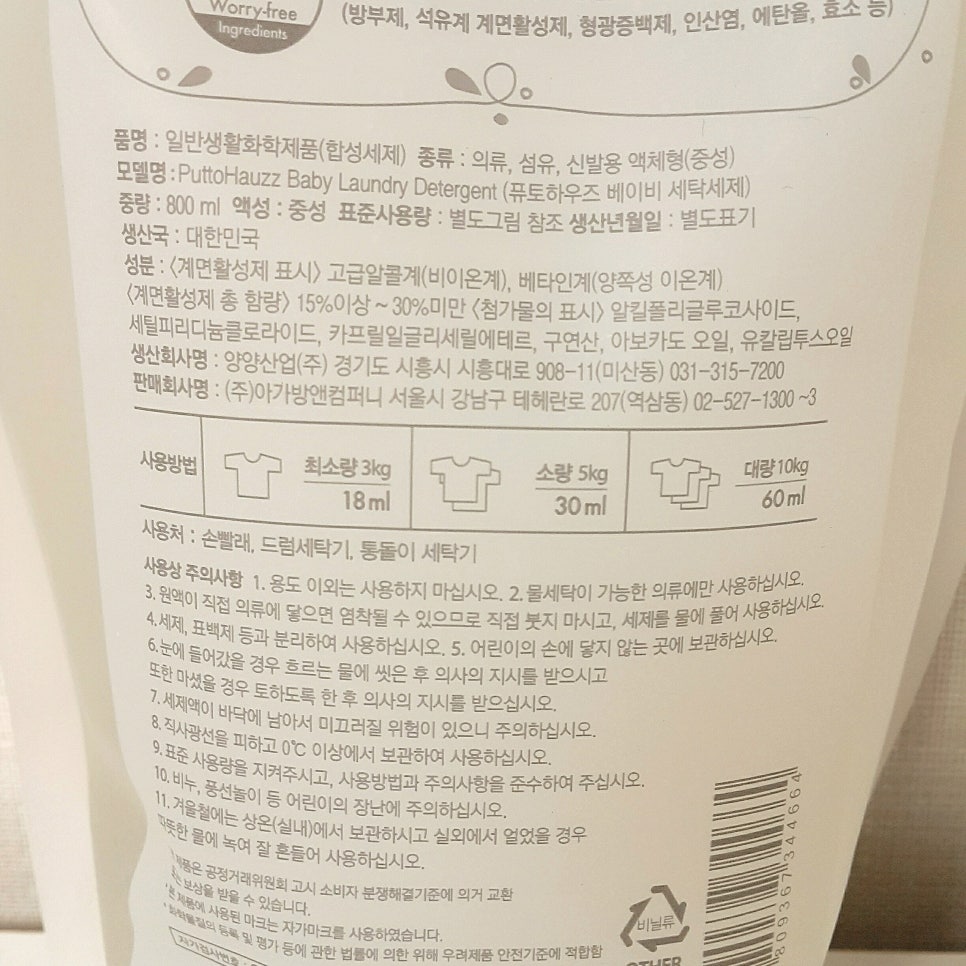 Worry-free
Ingredients
(방부제, 석유계 계면활성제, 형광증백제, 인산염, 에탄올, 효소 등)
품명 : 일반생활화학제품(합성세제) 종류 : 의류, 섬유, 신발용 액체형(중성)
모델명 : PuttoHauzz Baby Laundry Detergent (퓨토하우즈 베이비 세탁세제)
중량 : 800 ml 액성 : 중성 표준사용량 : 별도그림 참조 생산년월일 : 별도표기
생산국 : 대한민국
성분 : <계면활성제 표시> 고급알콜계(비이온계), 베타인계(양쪽성 이온계)
<계면활성제 총 함량> 15%이상 ~ 30%미만 <첨가물의 표시> 알킬폴리글루코사이드,
세틸피리디늄클로라이드, 카프릴일글리세릴에테르, 구연산, 아보카도 오일, 유칼립투스오일
생산회사명 : 양양산업(주) 경기도 시흥시 시흥대로 908-11(미산동) 031-315-7200
판매회사명 : (주)아가방앤컴퍼니 서울시 강남구 테헤란로 207(역삼동) 02-527-1300 ~3
사용방법
최소량 3kg
18ml
소량 5kg
30ml
대량 10kg
60ml
사용처 : 손빨래, 드럼세탁기, 통돌이 세탁기
사용상 주의사항 1. 용도 이외는 사용하지 마십시오. 2. 물세탁이 가능한 의류에만 사용하십시오.
3. 원액이 직접 의류에 닿으면 염착될 수 있으므로 직접 붓지 마시고, 세제를 물에 풀어 사용하십시오.
4. 세제, 표백제 등과 분리하여 사용하십시오. 5. 어린이의 손에 닿지 않는 곳에 보관하십시오.
6. 눈에 들어갔을 경우 흐르는 물에 씻은 후 의사의 지시를 받으시고
또한 마셨을 경우 토하도록 한 후 의사의 지시를 받으십시오.
7. 세제액이 바닥에 남아서 미끄러질 위험이 있으니 주의하십시오.
8. 직사광선을 피하고 0℃ 이상에서 보관하여 사용하십시오.
9. 표준 사용량을 지켜주시고, 사용방법과 주의사항을 준수하여 주십시오.
10. 비누, 풍선놀이 등 어린이의 장난에 주의하십시오.
11. 겨울철에는 상온(실내)에서 보관하시고 실외에서 얼었을 경우
따뜻한 물에 녹여 잘 흔들어 사용하십시오.
제품은 공정거래위원회 고시 소비자 분쟁해결기준에 의거 교환
또는 보상을 받을 수 있습니다.
*본 제품에 사용된 마크는 자가마크를 사용하였습니다.
*화학물질의 등록 및 평가 등에 관한 법률에 의한 위해 우려제품 안전기준에 적합함
자가검사번호 :
비닐류
OTHER
809367344664